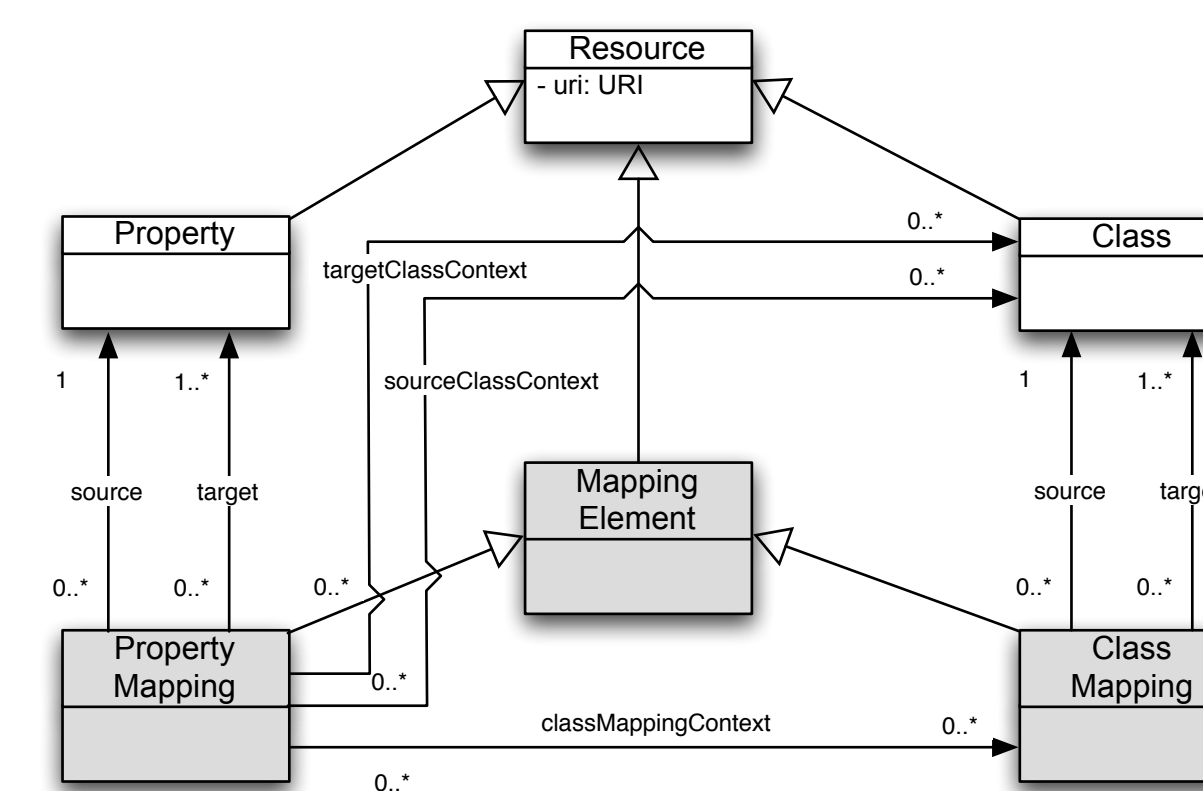 Resource
- uri: URI
Property
0..*
Class
targetClassContext
0..*
1
1..*
sourceClassContext
1
1..*
Mapping
Element
source
target
source
targ
0..*
0..*
0..*
0..*
0..*
Property
Mapping
Class
Mapping
0..*
classMappingContext
0..*
0..*